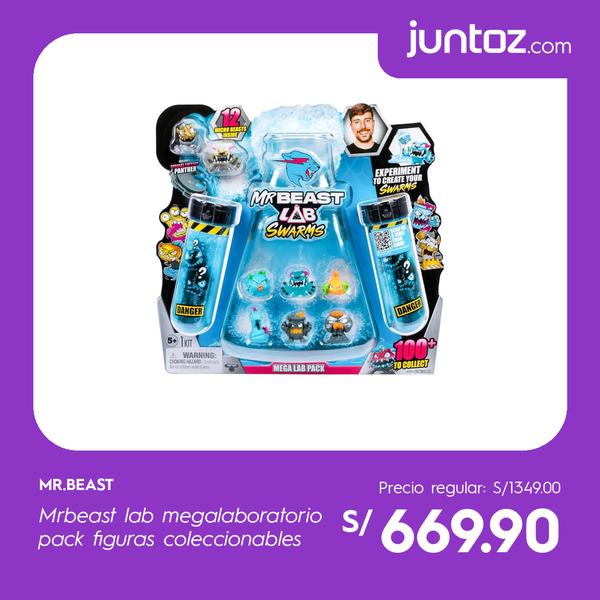 juntoz.com
12
MICRO BEASTS
INSIDE
PANTHER
EXPERIMENT
TO CREATE YOUR
SWARMS
MRBEAST
LAB
SWARMS
?
?
?
?
DANGER
DANGER
5+
1 KIT
WARNING:
CHOKING HAZARD
100+
TO COLLECT
MEGA LAB PACK
MR.BEAST
Mrbeast lab megalaboratorio
pack figuras coleccionables
Precio regular: S/1349.00
S/ 669.90